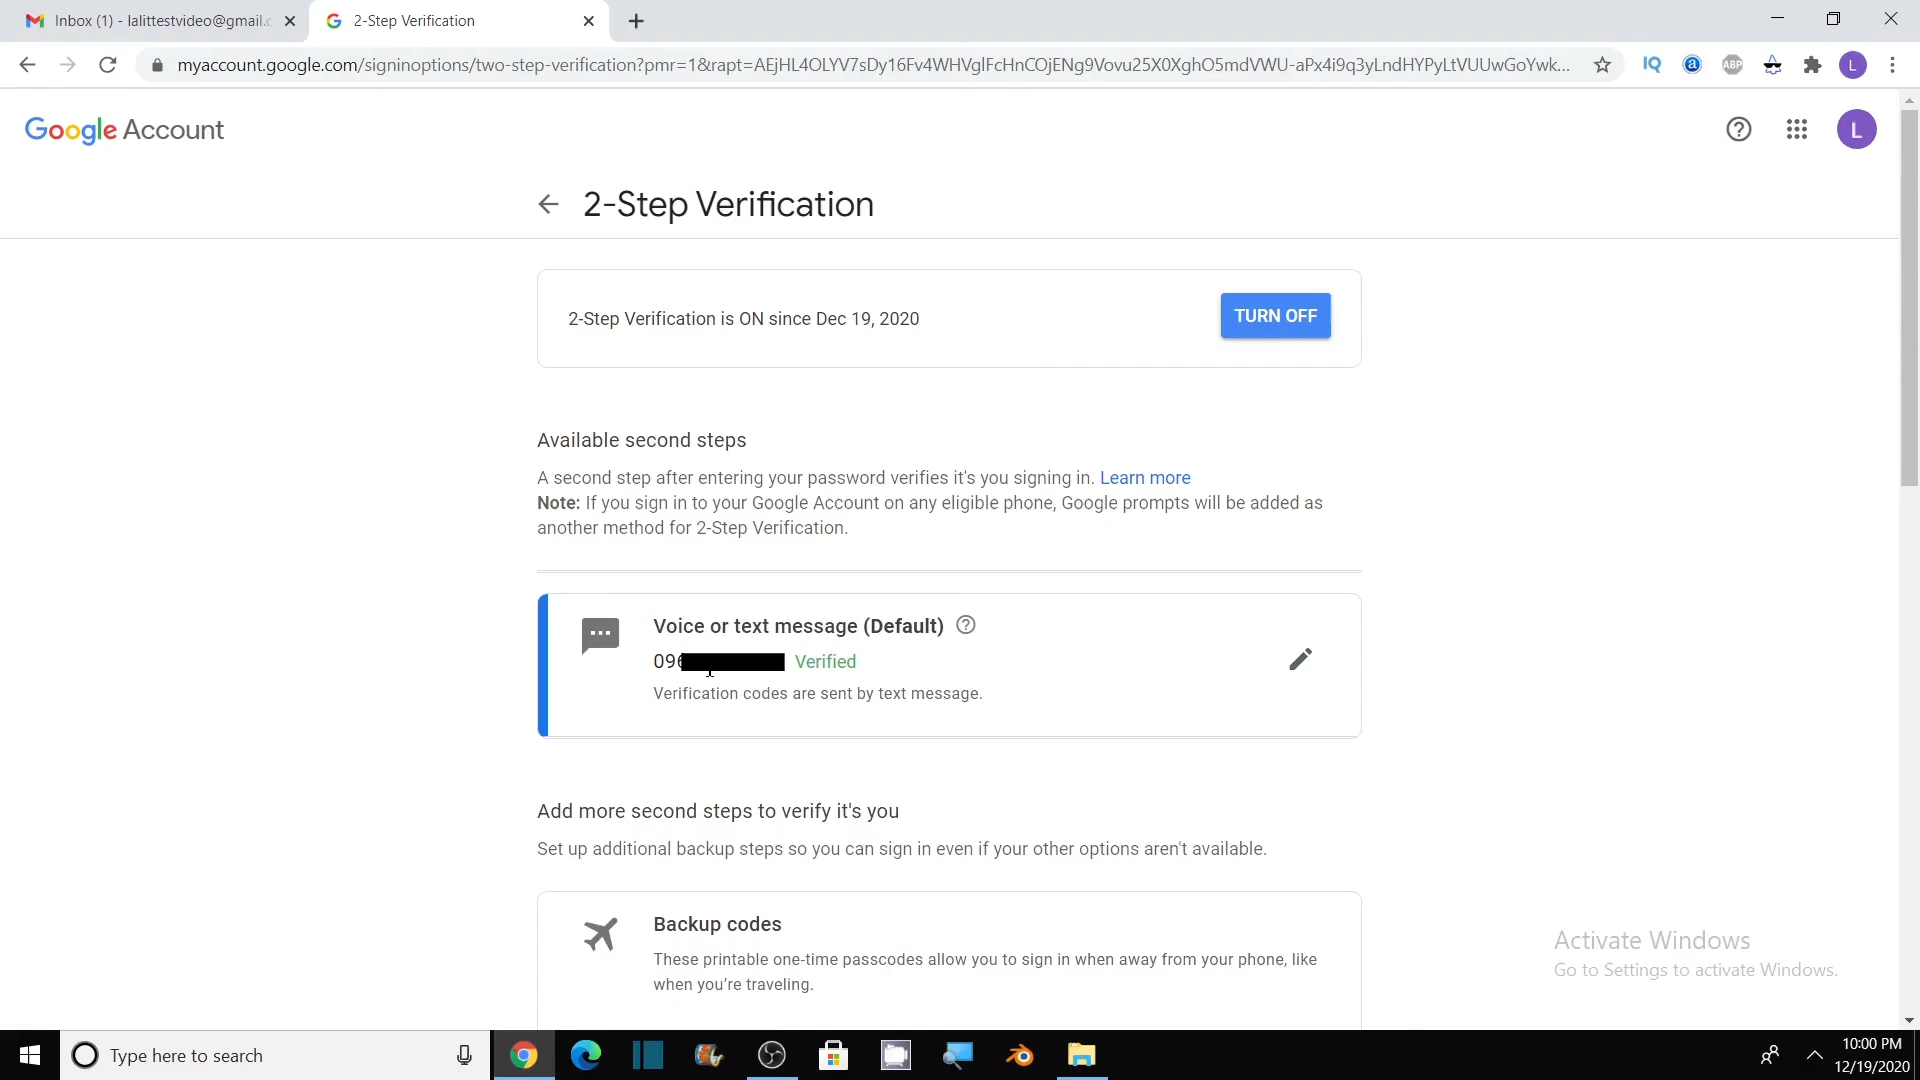 Inbox (1) - lalittestvideo@gmail.c
2-Step Verification
myaccount.google.com/signinoptions/two-step-verification?pmr=1&rapt=AEjHL4OLYV7sDy16Fv4WHVglFcHnCOjENg9Vovu25X0XghO5mdVWU-aPx4i9q3yLndHYPyLtVUUwGoYwk...
IQ
a
ABP
L
Google Account
L
2-Step Verification
2-Step Verification is ON since Dec 19, 2020
TURN OFF
Available second steps
A second step after entering your password verifies it's you signing in. Learn more
Note: If you sign in to your Google Account on any eligible phone, Google prompts will be added as
another method for 2-Step Verification.
Voice or text message (Default)
096 Verified
Verification codes are sent by text message.
Add more second steps to verify it's you
Set up additional backup steps so you can sign in even if your other options aren't available.
Backup codes
These printable one-time passcodes allow you to sign in when away from your phone, like
when you’re traveling.
Activate Windows
Go to Settings to activate Windows.
Type here to search
10:00 PM
12/19/2020